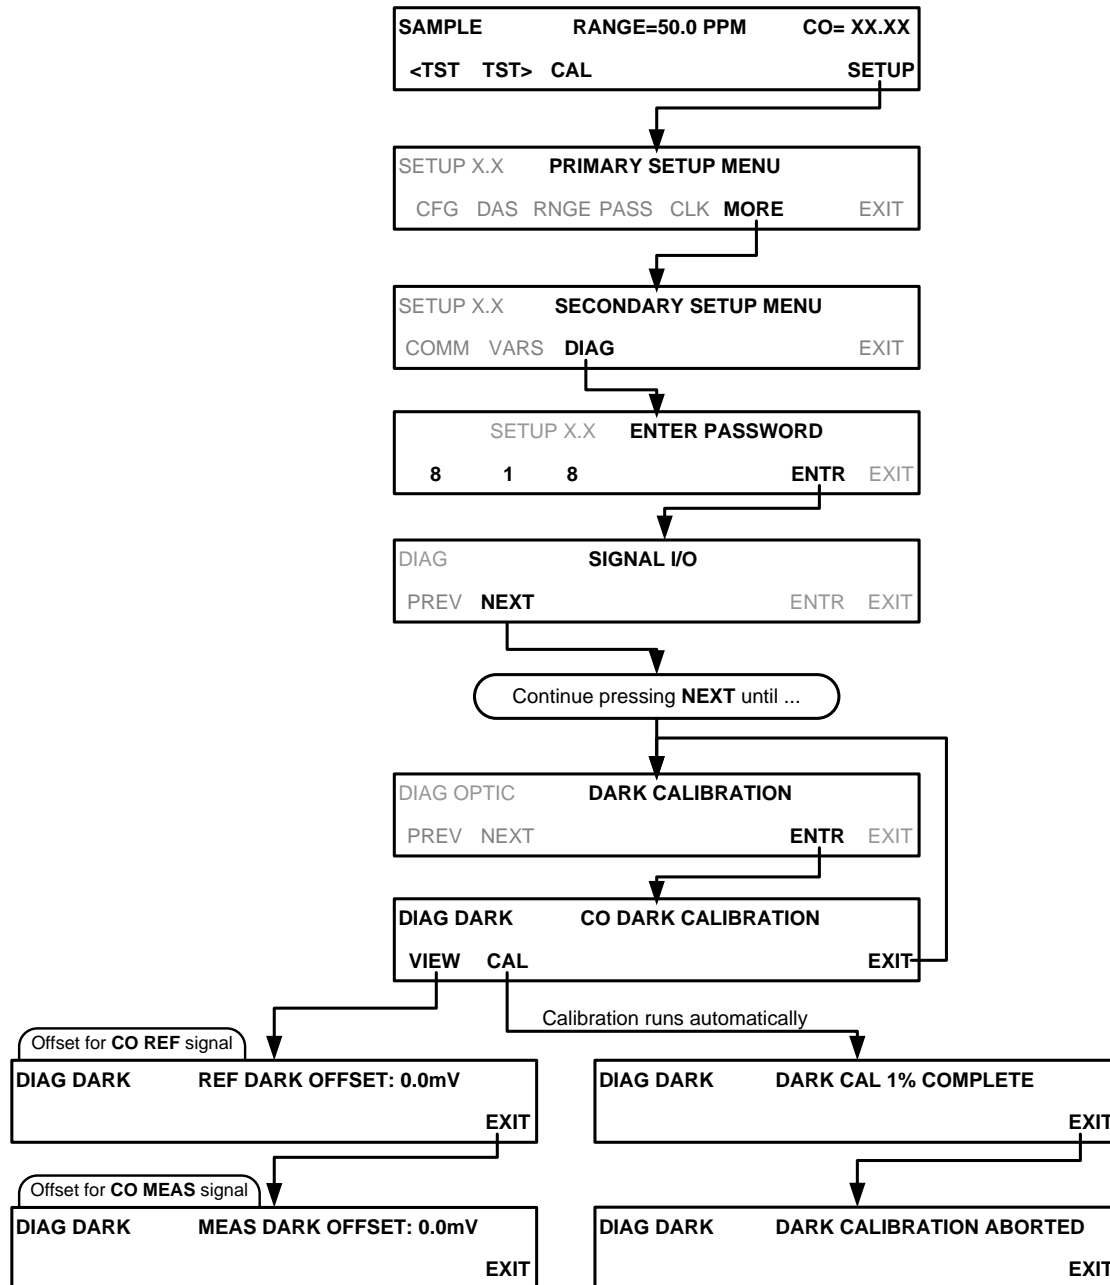 SAMPLE RANGE=50.0 PPM CO= XX.XX
<TST TST> CAL SETUP
SETUP X.X PRIMARY SETUP MENU
CFG DAS RNGE PASS CLK MORE EXIT
SETUP X.X SECONDARY SETUP MENU
COMM VARS DIAG EXIT
SETUP X.X ENTER PASSWORD
8 1 8 ENTR EXIT
DIAG SIGNAL I/O
PREV NEXT ENTR EXIT
Continue pressing NEXT until ...
DIAG OPTIC DARK CALIBRATION
PREV NEXT ENTR EXIT
DIAG DARK CO DARK CALIBRATION
VIEW CAL EXIT
Calibration runs automatically
Offset for CO REF signal
DIAG DARK REF DARK OFFSET: 0.0mV
EXIT
DIAG DARK DARK CAL 1% COMPLETE
EXIT
Offset for CO MEAS signal
DIAG DARK MEAS DARK OFFSET: 0.0mV
EXIT
DIAG DARK DARK CALIBRATION ABORTED
EXIT